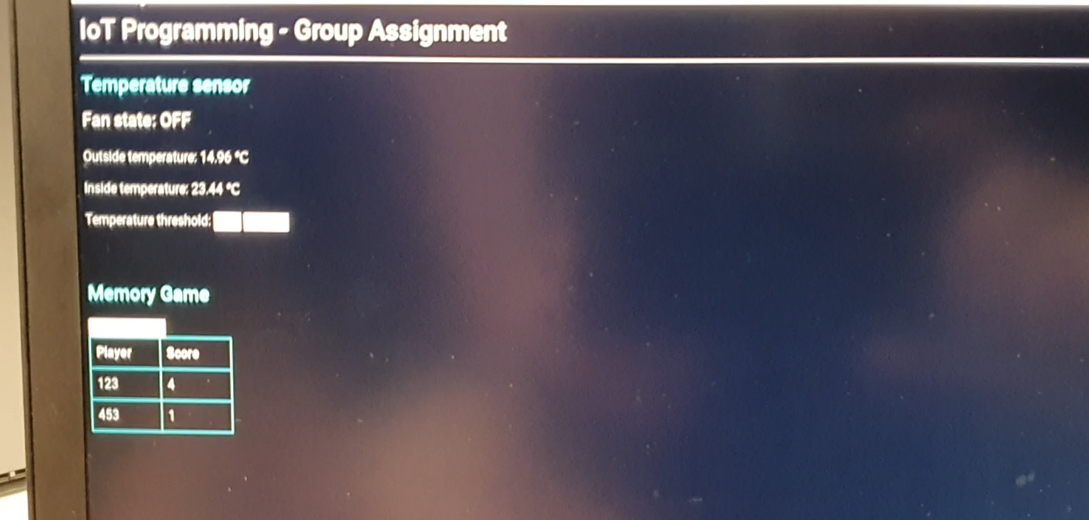 IoT Programming - Group Assignment
Temperature sensor
Fan state: OFF
Outside temperature: 14.96 °C
Inside temperature: 23.44 °C
Temperature threshold:
Memory Game
Player Score
123 4
453 1